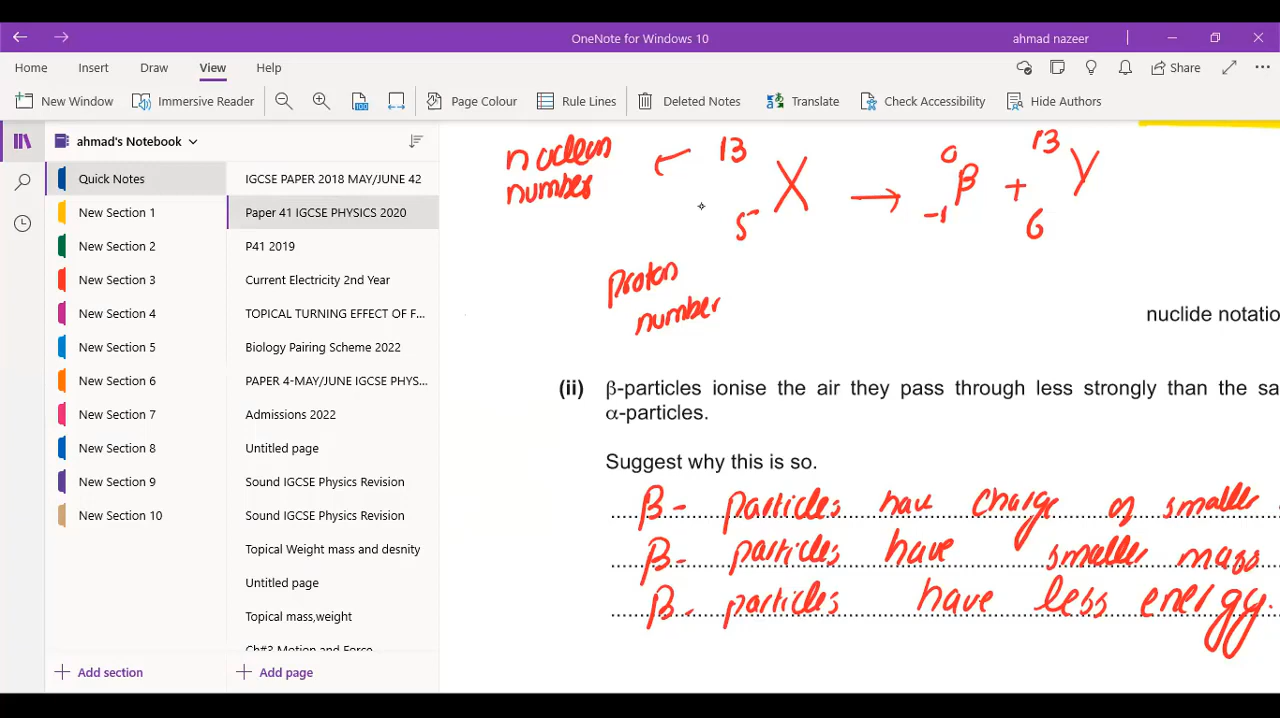 OneNote for Windows 10
ahmad nazeer
Home Insert Draw View Help
Share
New Window Immersive Reader Page Colour Rule Lines Deleted Notes Translate Check Accessibility Hide Authors
ahmad's Notebook
Quick Notes
New Section 1
New Section 2
New Section 3
New Section 4
New Section 5
New Section 6
New Section 7
New Section 8
New Section 9
New Section 10
Add section
IGCSE PAPER 2018 MAY/JUNE 42
Paper 41 IGCSE PHYSICS 2020
P41 2019
Current Electricity 2nd Year
TOPICAL TURNING EFFECT OF F...
Biology Pairing Scheme 2022
PAPER 4-MAY/JUNE IGCSE PHYS...
Admissions 2022
Untitled page
Sound IGCSE Physics Revision
Sound IGCSE Physics Revision
Topical Weight mass and desnity
Untitled page
Topical mass,weight
Ch#3 Motion and Force
Add page
nucleon
number
← 13 5 X → 0 -1 β + 13 6 Y
proton
number
nuclide notatio
(ii) β-particles ionise the air they pass through less strongly than the sa
α-particles.
Suggest why this is so.
β- particles have charge of smaller
β- particles have smaller mass
β- particles have less energy.